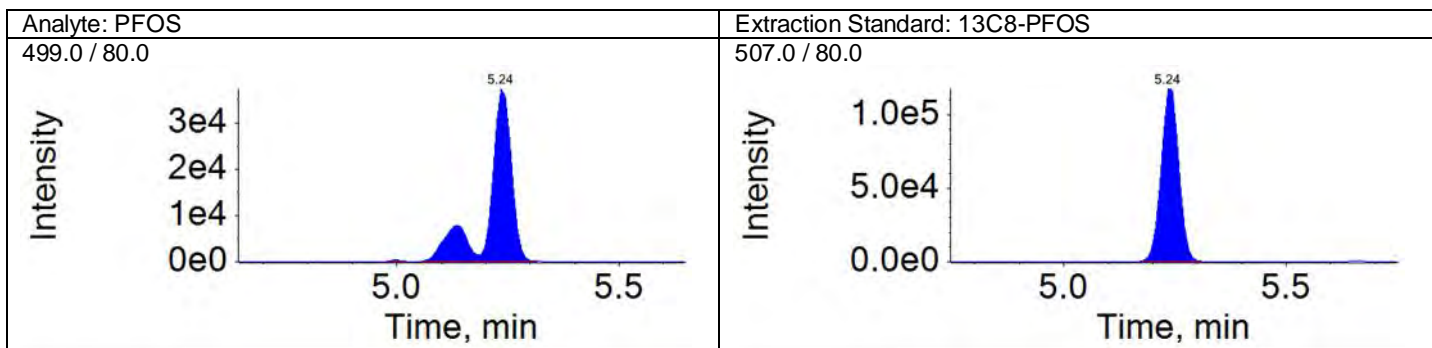 Analyte: PFOS
Extraction Standard: 13C8-PFOS
499.0 / 80.0
507.0 / 80.0
5.24
Intensity
3e4
2e4
1e4
0e0
5.0
5.5
Time, min
5.24
Intensity
1.0e5
5.0e4
0.0e0
5.0
5.5
Time, min